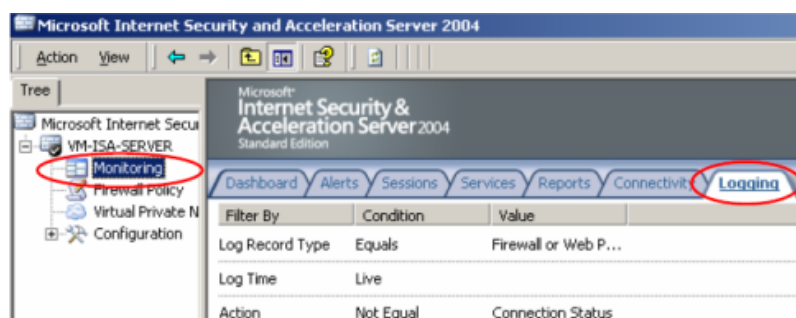 Microsoft Internet Security and Acceleration Server 2004
Action View
Tree
Microsoft Internet Secu
VM-ISA-SERVER
Monitoring
Firewall Policy
Virtual Private N
Configuration
Microsoft
Internet Security &
Acceleration Server 2004
Standard Edition
Dashboard Alerts Sessions Services Reports Connectivity Logging
Filter By Condition Value
Log Record Type Equals Firewall or Web P...
Log Time Live
Action Not Equal Connection Status